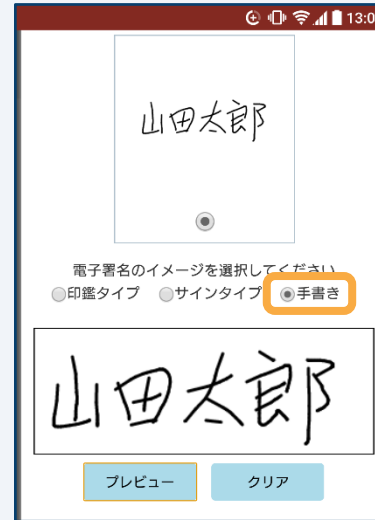 13:0
山田太郎
電子署名のイメージを選択してください
印鑑タイプ サインタイプ 手書き
山田太郎
プレビュー クリア